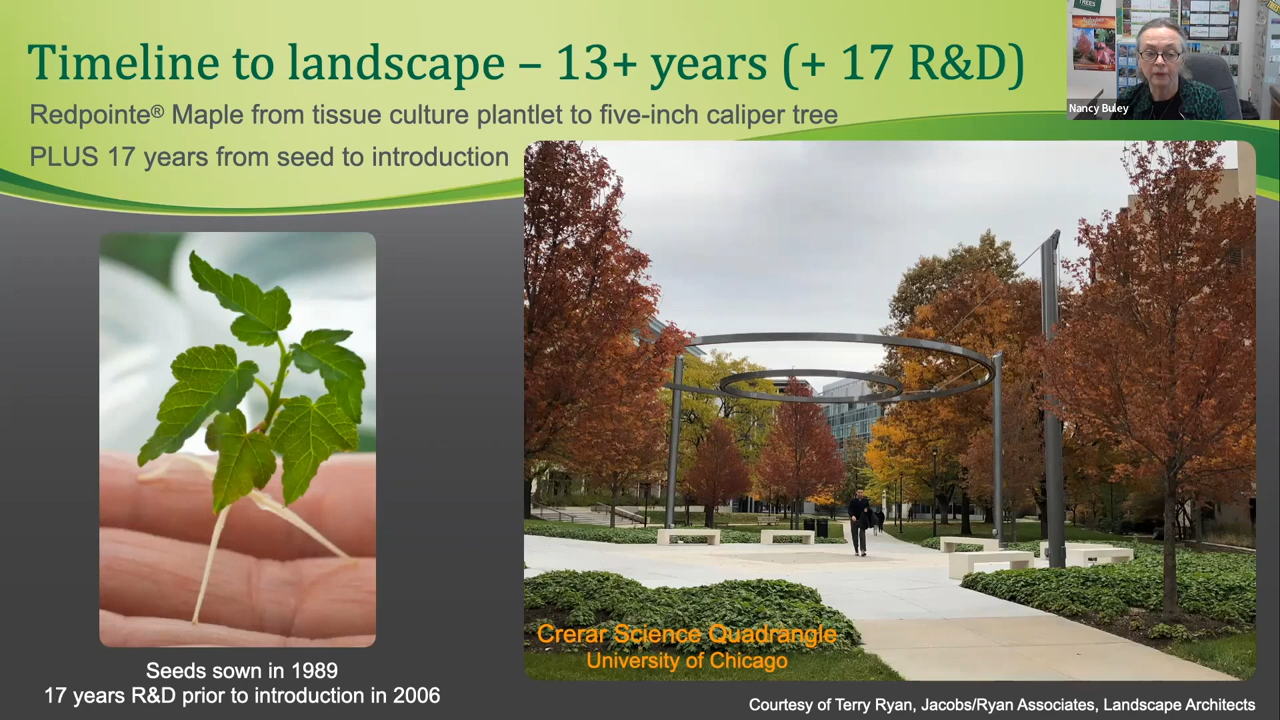 Timeline to landscape – 13+ years (+ 17 R&D)
Redpointe® Maple from tissue culture plantlet to five-inch caliper tree
PLUS 17 years from seed to introduction
TREES
Nancy Buley
Crerar Science Quadrangle
University of Chicago
Seeds sown in 1989
17 years R&D prior to introduction in 2006
Courtesy of Terry Ryan, Jacobs/Ryan Associates, Landscape Architects